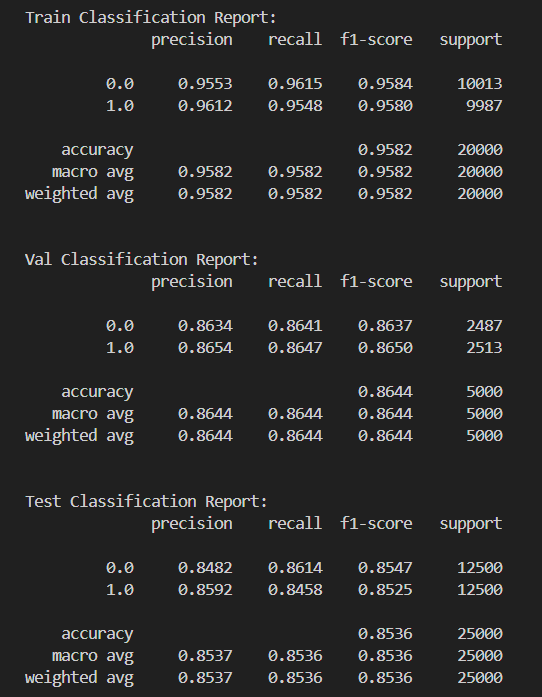 Train Classification Report:
precision recall f1-score support
0.0 0.9553 0.9615 0.9584 10013
1.0 0.9612 0.9548 0.9580 9987
accuracy 0.9582 20000
macro avg 0.9582 0.9582 0.9582 20000
weighted avg 0.9582 0.9582 0.9582 20000
Val Classification Report:
precision recall f1-score support
0.0 0.8634 0.8641 0.8637 2487
1.0 0.8654 0.8647 0.8650 2513
accuracy 0.8644 5000
macro avg 0.8644 0.8644 0.8644 5000
weighted avg 0.8644 0.8644 0.8644 5000
Test Classification Report:
precision recall f1-score support
0.0 0.8482 0.8614 0.8547 12500
1.0 0.8592 0.8458 0.8525 12500
accuracy 0.8536 25000
macro avg 0.8537 0.8536 0.8536 25000
weighted avg 0.8537 0.8536 0.8536 25000